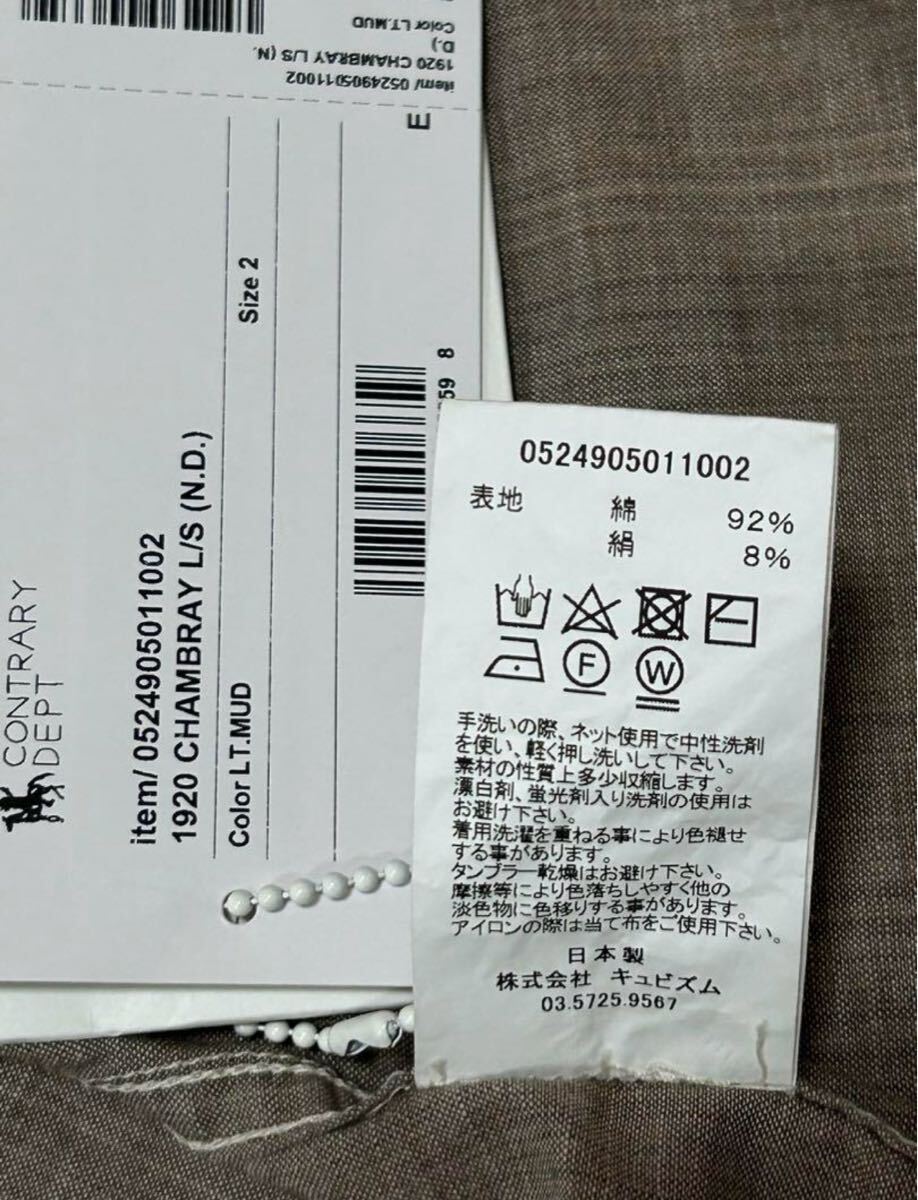 Color LT.MUD
D.)
1920 CHAMBRAY L/S (N.
item/ 0524905011002
E
CONTRARY
DEPT
item/ 0524905011002
1920 CHAMBRAY L/S (N.D.)
Color LT.MUD
Size 2
59 8
0524905011002
表地 綿 92%
絹 8%
F
W
手洗いの際、ネット使用で中性洗剤
を使い、軽く押し洗いして下さい。
素材の性質上多少収縮します。
漂白剤、蛍光剤入り洗剤の使用は
お避け下さい。
着用洗濯を重ねる事により色褪せ
する事があります。
タンブラー乾燥はお避け下さい。
摩擦等により色落ちしやすく他の
淡色物に色移りする事があります。
アイロンの際は当て布をご使用下さい。
日本製
株式会社 キュビズム
03.5725.9567